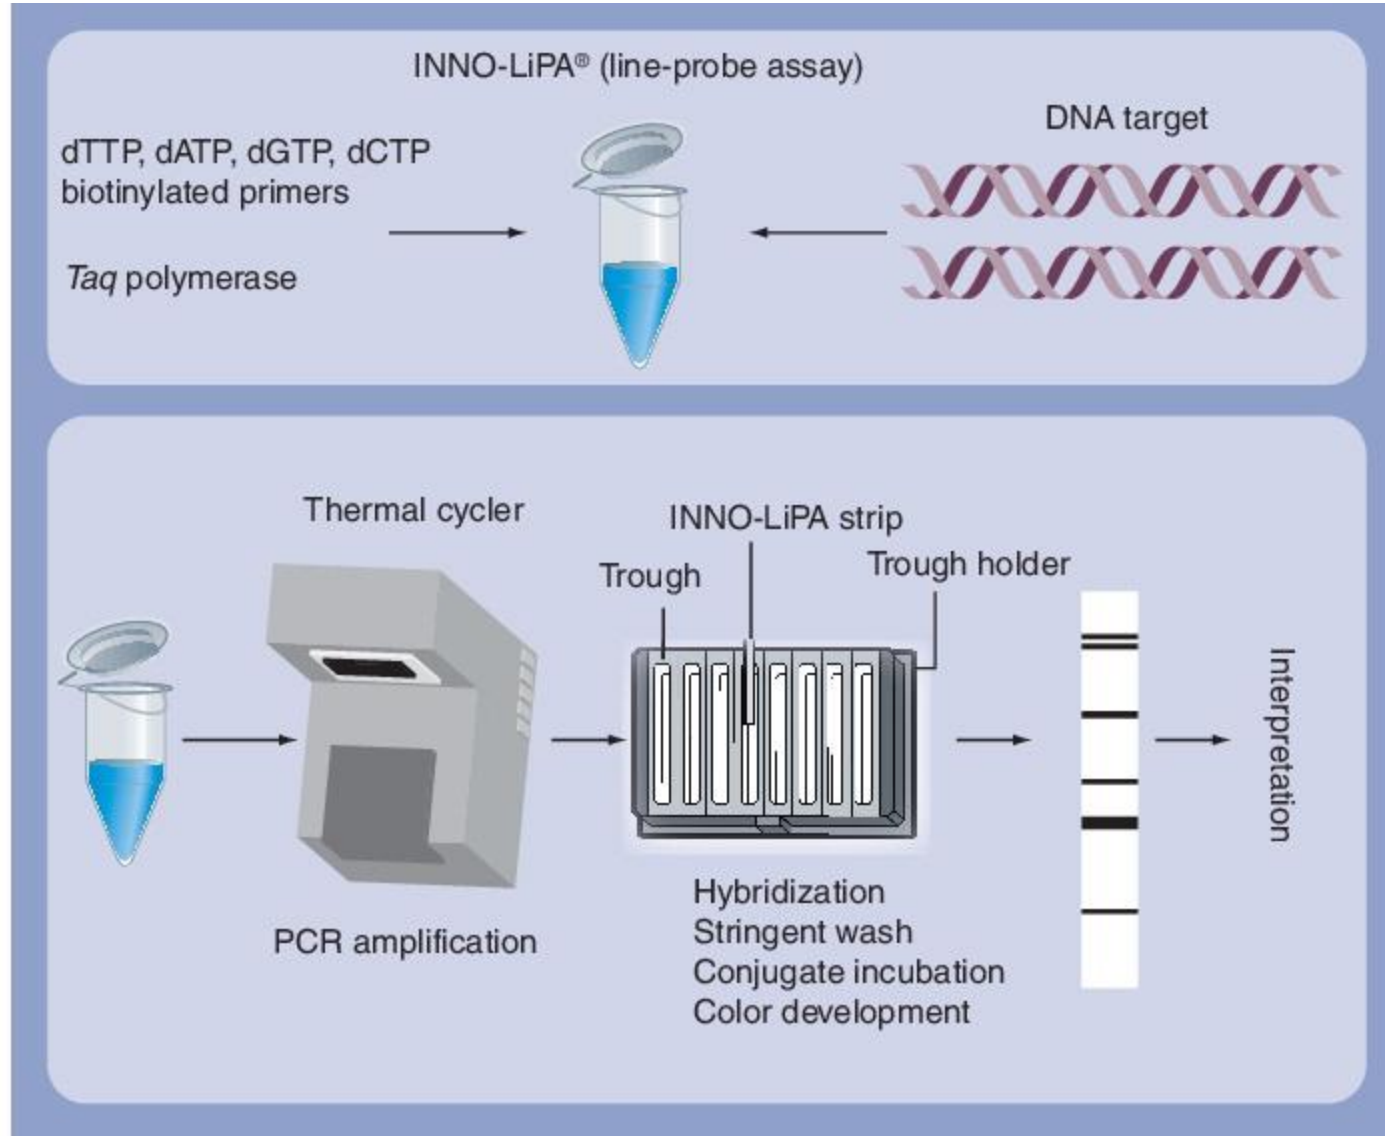 INNO-LiPA® (line-probe assay)
dTTP, dATP, dGTP, dCTP
biotinylated primers
Taq polymerase
DNA target
Thermal cycler
PCR amplification
INNO-LiPA strip
Trough
Trough holder
Hybridization
Stringent wash
Conjugate incubation
Color development
Interpretation